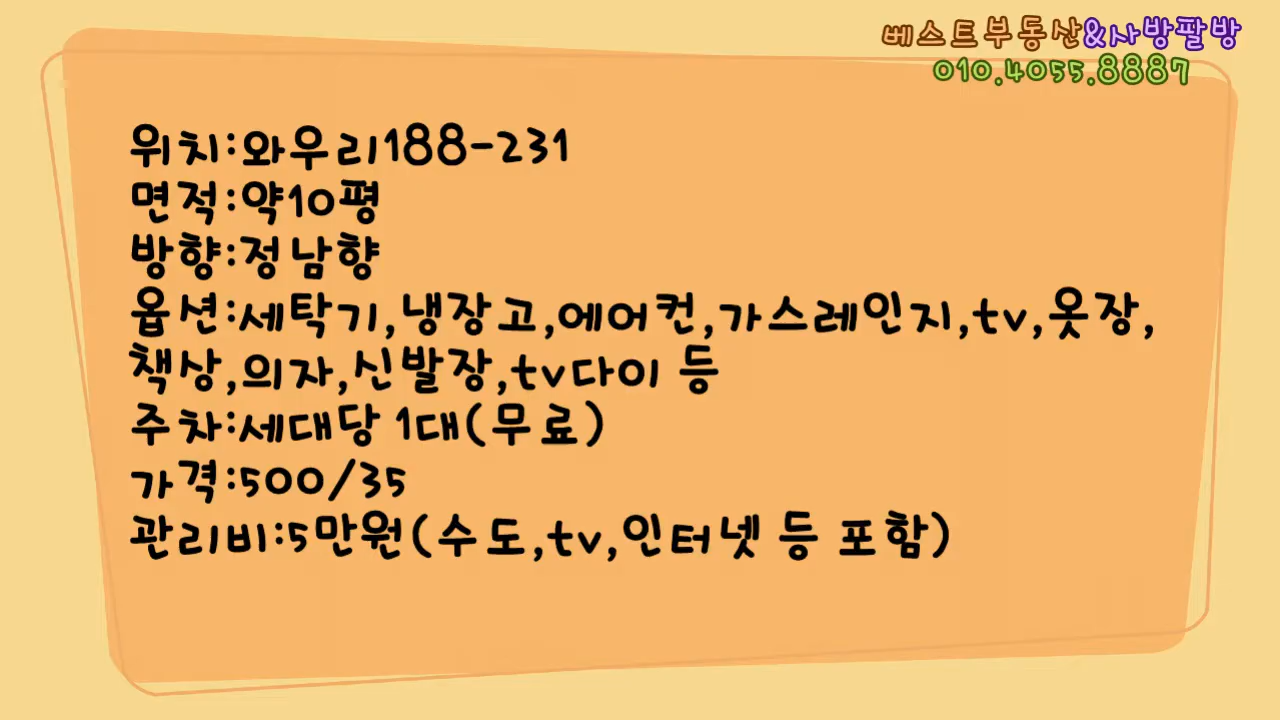 베스트부동산&사방팔방
010.4055.8887
위치:와우리188-231
면적:약10평
방향:정남향
옵션:세탁기,냉장고,에어컨,가스레인지,tv,옷장,
책상,의자,신발장,tv다이 등
주차:세대당 1대(무료)
가격:500/35
관리비:5만원(수도,tv,인터넷 등 포함)